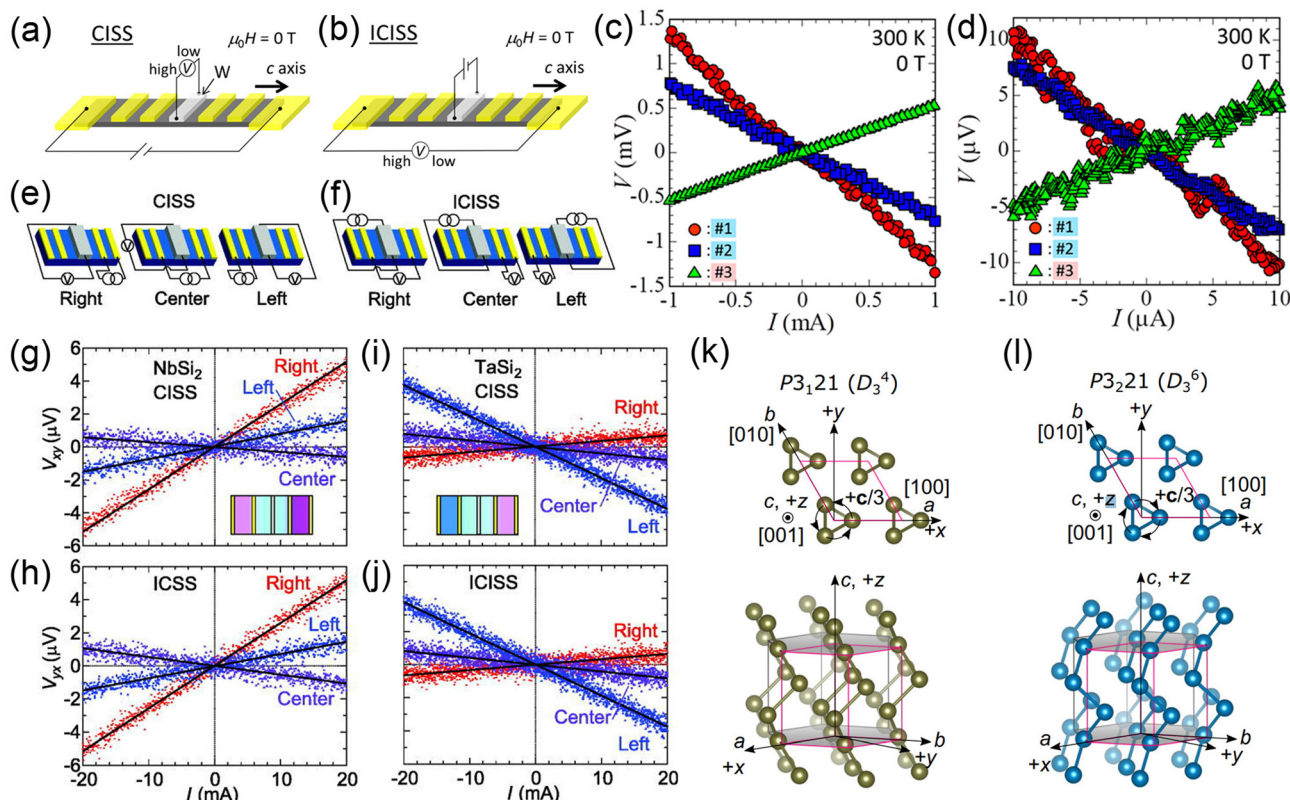 (a)
CISS
μ₀H = 0 T
low
high V
W
c axis
(b)
ICISS
μ₀H = 0 T
c axis
high V low
(c)
300 K
0 T
V (mV)
1.5
1
0.5
0
-0.5
-1
-1.5
: #1
: #2
: #3
-1 -0.5 0 0.5 1
I (mA)
(d)
300 K
0 T
V (μV)
10
5
0
-5
-10
: #1
: #2
: #3
-10 -5 0 5 10
I (μA)
(e)
CISS
V V V
Right Center Left
(f)
ICISS
V V V
Right Center Left
(g)
NbSi₂
CISS
Right
Left
Center
Vxy (μV)
6
4
2
0
-2
-4
-6
(i)
TaSi₂
CISS
Right
Center
Left
(h)
ICSS
Right
Left
Center
Vyx (μV)
6
4
2
0
-2
-4
-6
-20 -10 0 10 20
I (mA)
(j)
ICISS
Right
Center
Left
-20 -10 0 10 20
I (mA)
(k)
P3₁21 (D₃⁴)
b
[010]
+y
c, +z
[001]
+c/3
[100]
a
+x
c, +z
a
+x
b
+y
(l)
P3₂21 (D₃⁶)
b
[010]
+y
c, +z
[001]
+c/3
[100]
a
+x
c, +z
a
+x
b
+y